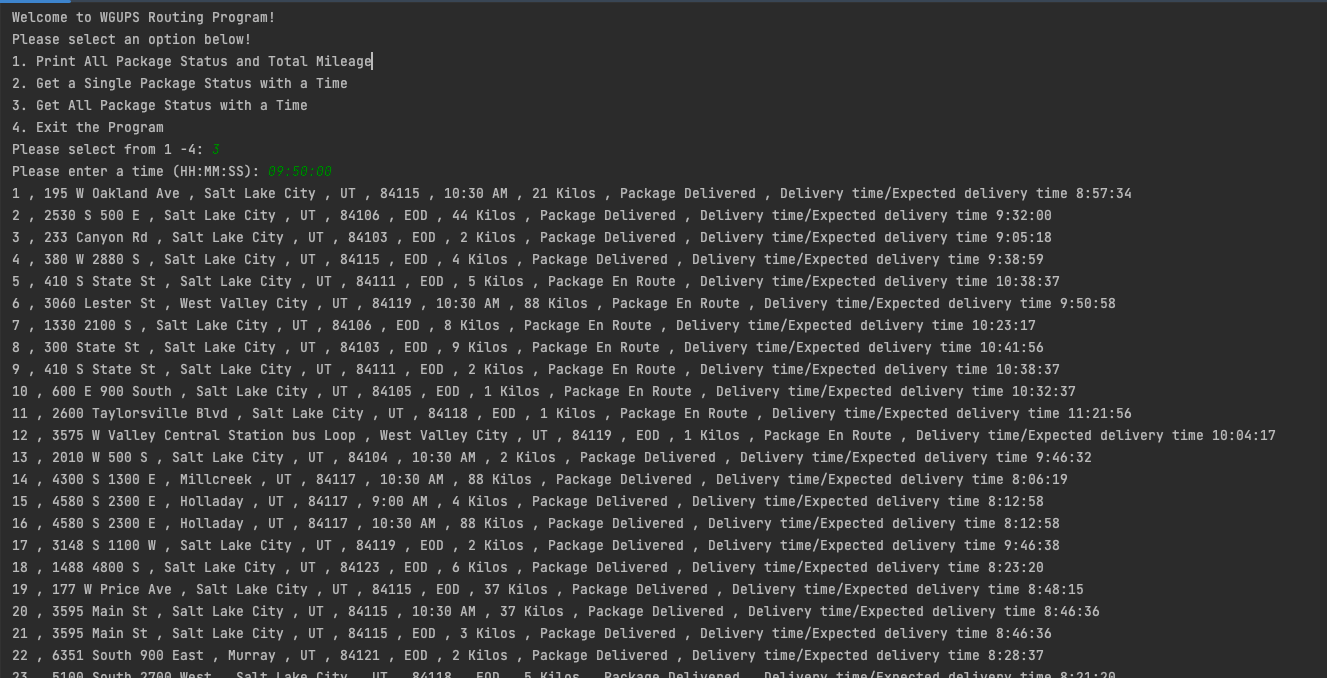 Welcome to WGUPS Routing Program!
Please select an option below!
1. Print All Package Status and Total Mileage
2. Get a Single Package Status with a Time
3. Get All Package Status with a Time
4. Exit the Program
Please select from 1 -4: 3
Please enter a time (HH:MM:SS): 09:50:00
1 , 195 W Oakland Ave , Salt Lake City , UT , 84115 , 10:30 AM , 21 Kilos , Package Delivered , Delivery time/Expected delivery time 8:57:34
2 , 2530 S 500 E , Salt Lake City , UT , 84106 , EOD , 44 Kilos , Package Delivered , Delivery time/Expected delivery time 9:32:00
3 , 233 Canyon Rd , Salt Lake City , UT , 84103 , EOD , 2 Kilos , Package Delivered , Delivery time/Expected delivery time 9:05:18
4 , 380 W 2880 S , Salt Lake City , UT , 84115 , EOD , 4 Kilos , Package Delivered , Delivery time/Expected delivery time 9:38:59
5 , 410 S State St , Salt Lake City , UT , 84111 , EOD , 5 Kilos , Package En Route , Delivery time/Expected delivery time 10:38:37
6 , 3060 Lester St , West Valley City , UT , 84119 , 10:30 AM , 88 Kilos , Package En Route , Delivery time/Expected delivery time 9:50:58
7 , 1330 2100 S , Salt Lake City , UT , 84106 , EOD , 8 Kilos , Package En Route , Delivery time/Expected delivery time 10:23:17
8 , 300 State St , Salt Lake City , UT , 84103 , EOD , 9 Kilos , Package En Route , Delivery time/Expected delivery time 10:41:56
9 , 410 S State St , Salt Lake City , UT , 84111 , EOD , 2 Kilos , Package En Route , Delivery time/Expected delivery time 10:38:37
10 , 600 E 900 South , Salt Lake City , UT , 84105 , EOD , 1 Kilos , Package En Route , Delivery time/Expected delivery time 10:32:37
11 , 2600 Taylorsville Blvd , Salt Lake City , UT , 84118 , EOD , 1 Kilos , Package En Route , Delivery time/Expected delivery time 11:21:56
12 , 3575 W Valley Central Station bus Loop , West Valley City , UT , 84119 , EOD , 1 Kilos , Package En Route , Delivery time/Expected delivery time 10:04:17
13 , 2010 W 500 S , Salt Lake City , UT , 84104 , 10:30 AM , 2 Kilos , Package Delivered , Delivery time/Expected delivery time 9:46:32
14 , 4300 S 1300 E , Millcreek , UT , 84117 , 10:30 AM , 88 Kilos , Package Delivered , Delivery time/Expected delivery time 8:06:19
15 , 4580 S 2300 E , Holladay , UT , 84117 , 9:00 AM , 4 Kilos , Package Delivered , Delivery time/Expected delivery time 8:12:58
16 , 4580 S 2300 E , Holladay , UT , 84117 , 10:30 AM , 88 Kilos , Package Delivered , Delivery time/Expected delivery time 8:12:58
17 , 3148 S 1100 W , Salt Lake City , UT , 84119 , EOD , 2 Kilos , Package Delivered , Delivery time/Expected delivery time 9:46:38
18 , 1488 4800 S , Salt Lake City , UT , 84123 , EOD , 6 Kilos , Package Delivered , Delivery time/Expected delivery time 8:23:20
19 , 177 W Price Ave , Salt Lake City , UT , 84115 , EOD , 37 Kilos , Package Delivered , Delivery time/Expected delivery time 8:48:15
20 , 3595 Main St , Salt Lake City , UT , 84115 , 10:30 AM , 37 Kilos , Package Delivered , Delivery time/Expected delivery time 8:46:36
21 , 3595 Main St , Salt Lake City , UT , 84115 , EOD , 3 Kilos , Package Delivered , Delivery time/Expected delivery time 8:46:36
22 , 6351 South 900 East , Murray , UT , 84121 , EOD , 2 Kilos , Package Delivered , Delivery time/Expected delivery time 8:28:37
23 , 5100 South 2700 West , Salt Lake City , UT , 84118 , EOD , 5 Kilos , Package Delivered , Delivery time/Expected delivery time 8:21:20